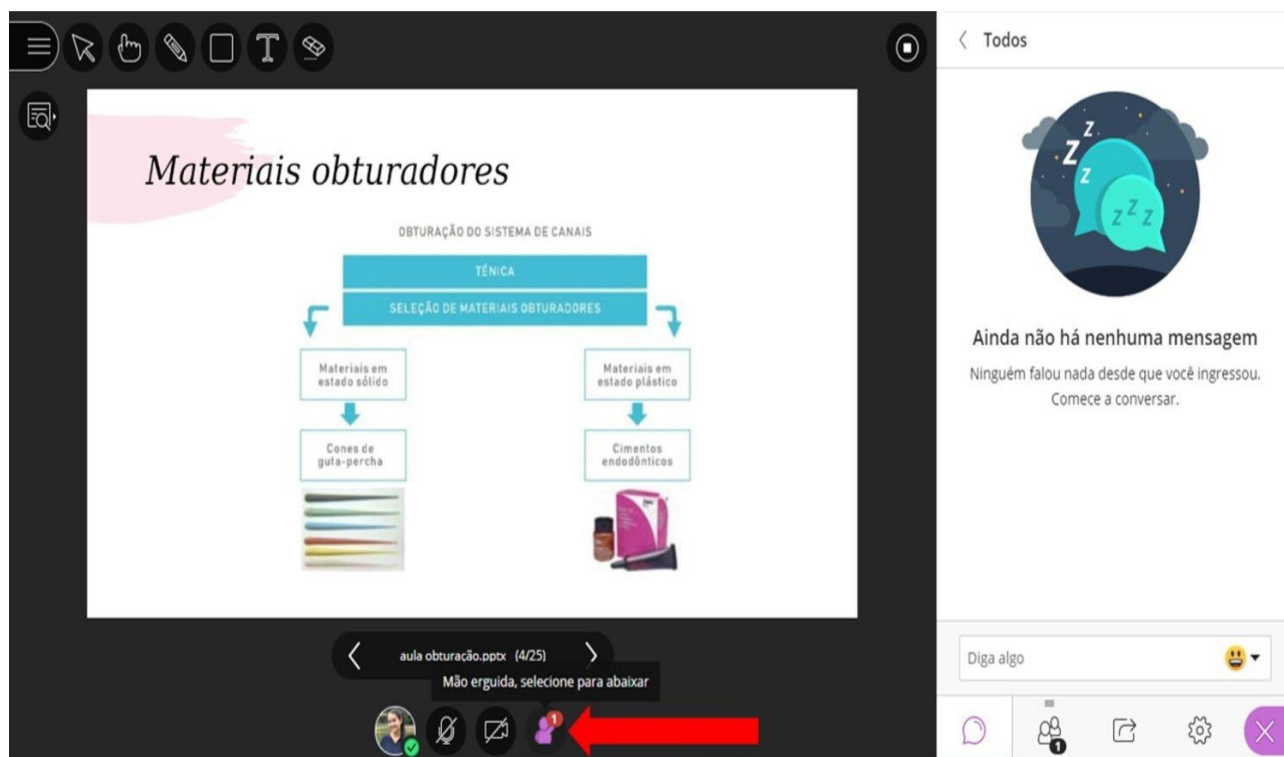 T
Materiais obturadores
OBTURAÇÃO DO SISTEMA DE CANAIS
TÉNICA
SELEÇÃO DE MATERIAIS OBTURADORES
Materiais em
estado sólido
Materiais em
estado plástico
Cones de
guta-percha
Cimentos
endodônticos
aula obturação.pptx (4/25)
Mão erguida, selecione para abaixar
1
Todos
Z
Z
Z
Z
z z z
Ainda não há nenhuma mensagem
Ninguém falou nada desde que você ingressou.
Comece a conversar.
Diga algo
1